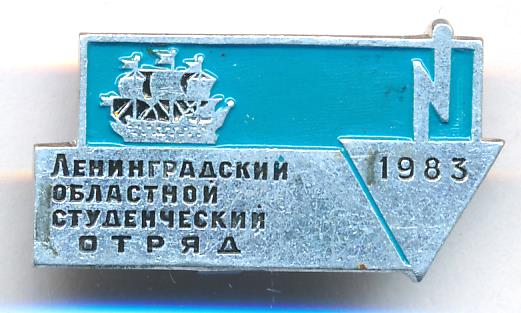 ЛЕНИНГРАДСКИЙ
ОБЛАСТНОЙ
СТУДЕНЧЕСКИЙ
ОТРЯД
1983